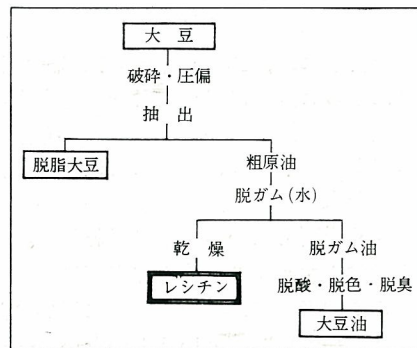 大豆
破砕・圧偏
抽出
脱脂大豆
粗原油
脱ガム(水)
乾燥
脱ガム油
レシチン
脱酸・脱色・脱臭
大豆油